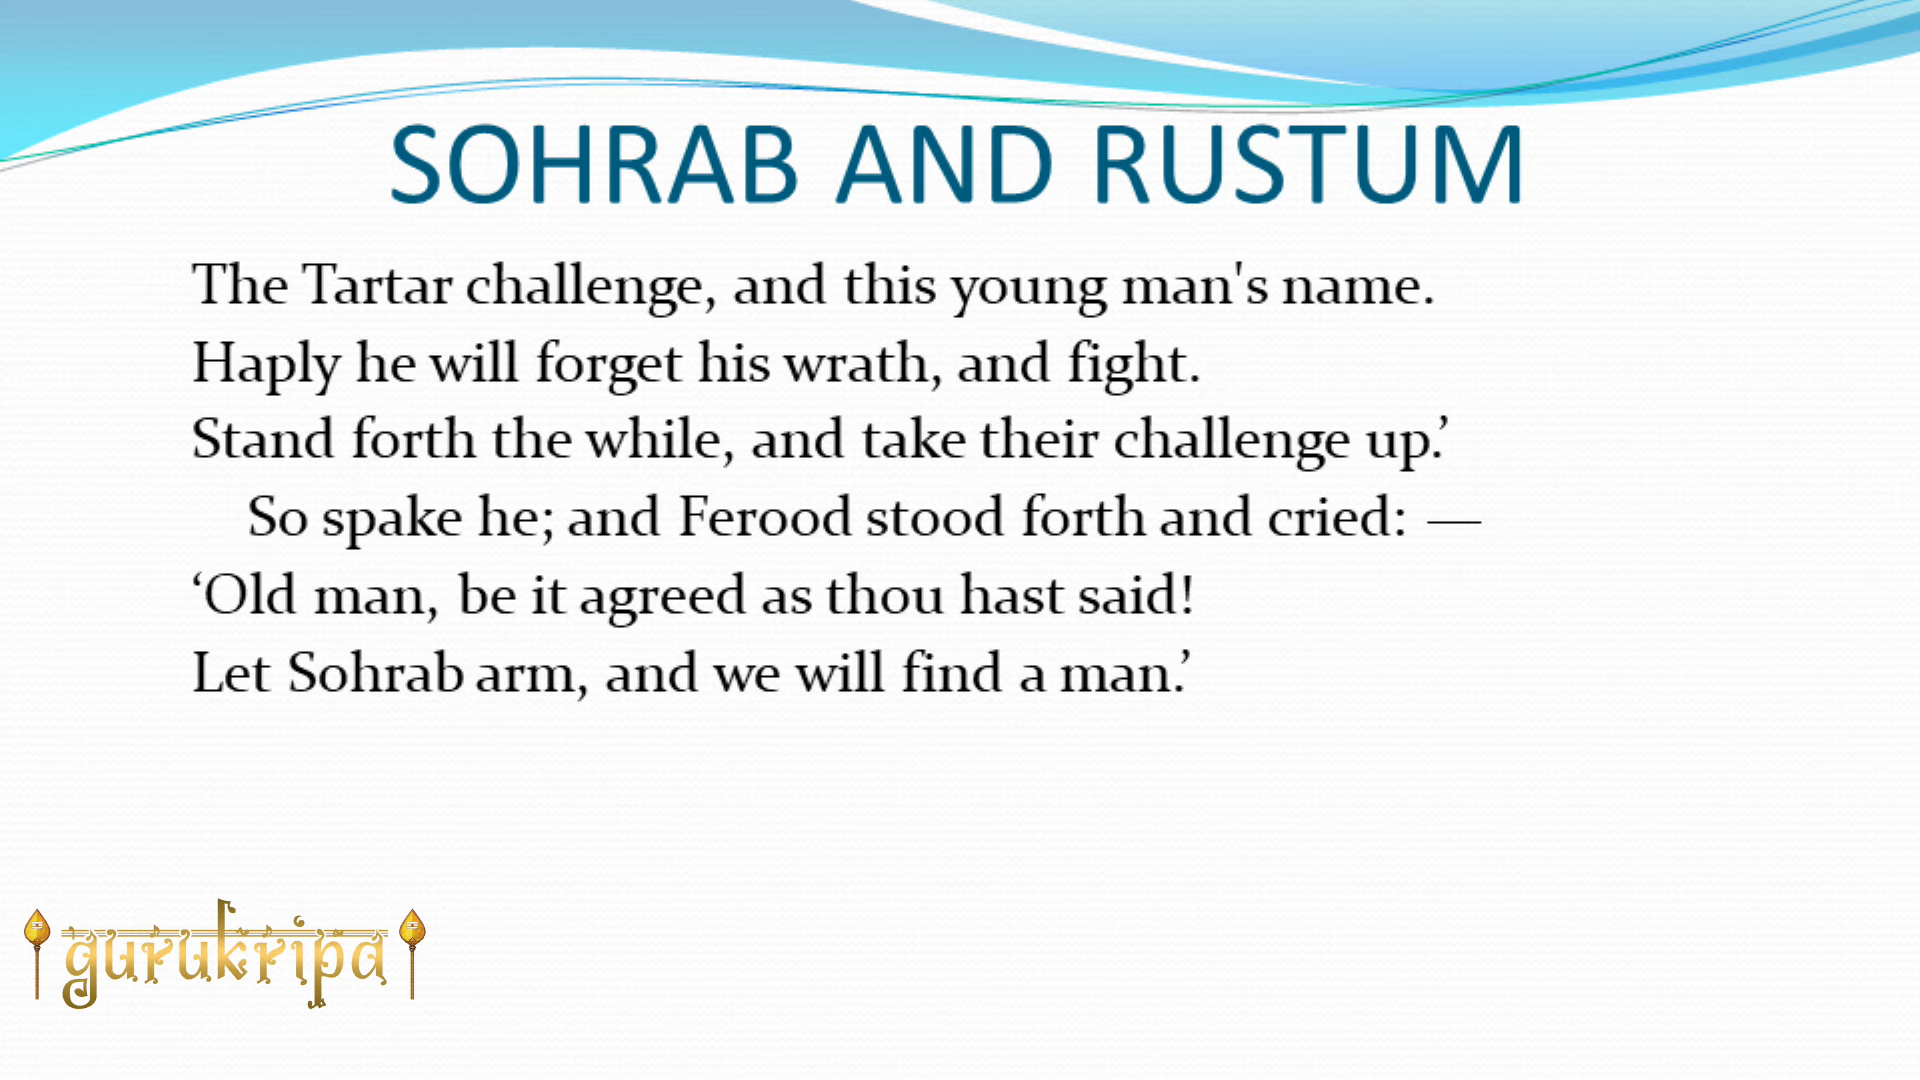 SOHRAB AND RUSTUM
The Tartar challenge, and this young man's name.
Haply he will forget his wrath, and fight.
Stand forth the while, and take their challenge up.’
So spake he; and Ferood stood forth and cried: —
‘Old man, be it agreed as thou hast said!
Let Sohrab arm, and we will find a man.’
gurukripa